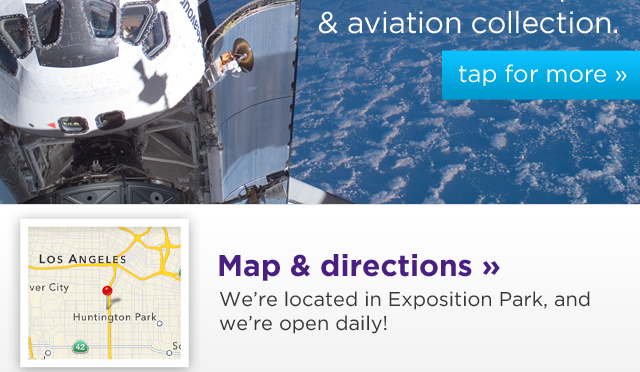 & aviation collection.
tap for more »
LOS ANGELES
ver City
Huntington Park
42
Map & directions »
We’re located in Exposition Park, and
we’re open daily!